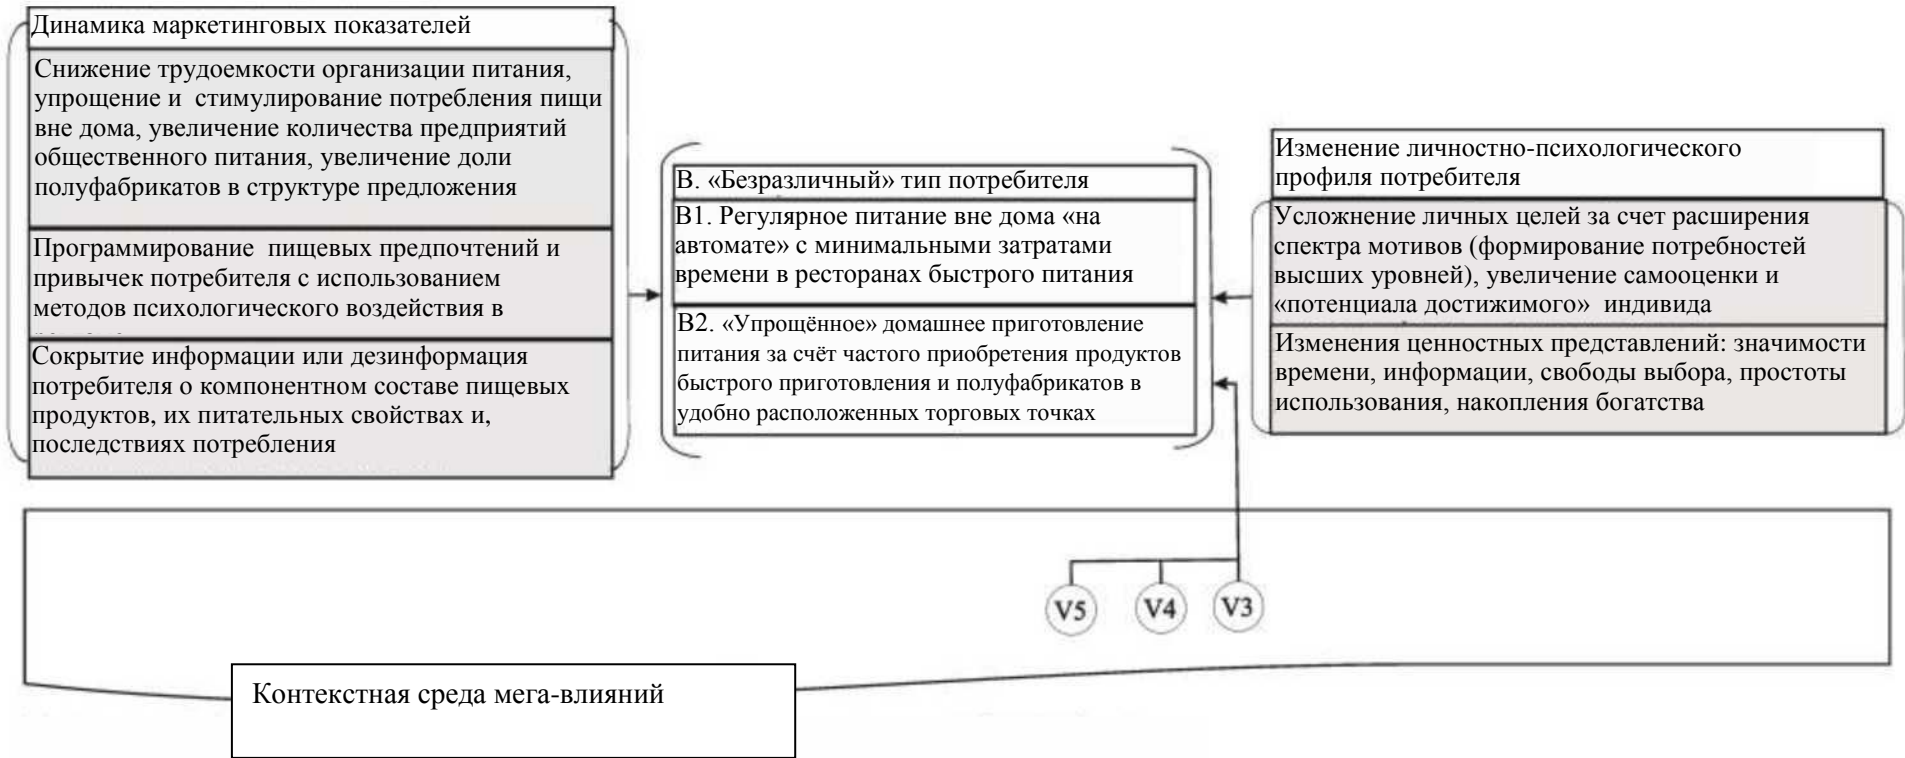 Динамика маркетинговых показателей
Снижение трудоемкости организации питания,
упрощение и стимулирование потребления пищи
вне дома, увеличение количества предприятий
общественного питания, увеличение доли
полуфабрикатов в структуре предложения
Программирование пищевых предпочтений и
привычек потребителя с использованием
методов психологического воздействия в
Сокрытие информации или дезинформация
потребителя о компонентном составе пищевых
продуктов, их питательных свойствах и,
последствиях потребления
В. «Безразличный» тип потребителя
В1. Регулярное питание вне дома «на
автомате» с минимальными затратами
времени в ресторанах быстрого питания
В2. «Упрощённое» домашнее приготовление
питания за счёт частого приобретения продуктов
быстрого приготовления и полуфабрикатов в
удобно расположенных торговых точках
Изменение личностно-психологического
профиля потребителя
Усложнение личных целей за счет расширения
спектра мотивов (формирование потребностей
высших уровней), увеличение самооценки и
«потенциала достижимого» индивида
Изменения ценностных представлений: значимости
времени, информации, свободы выбора, простоты
использования, накопления богатства
V5
V4
V3
Контекстная среда мега-влияний